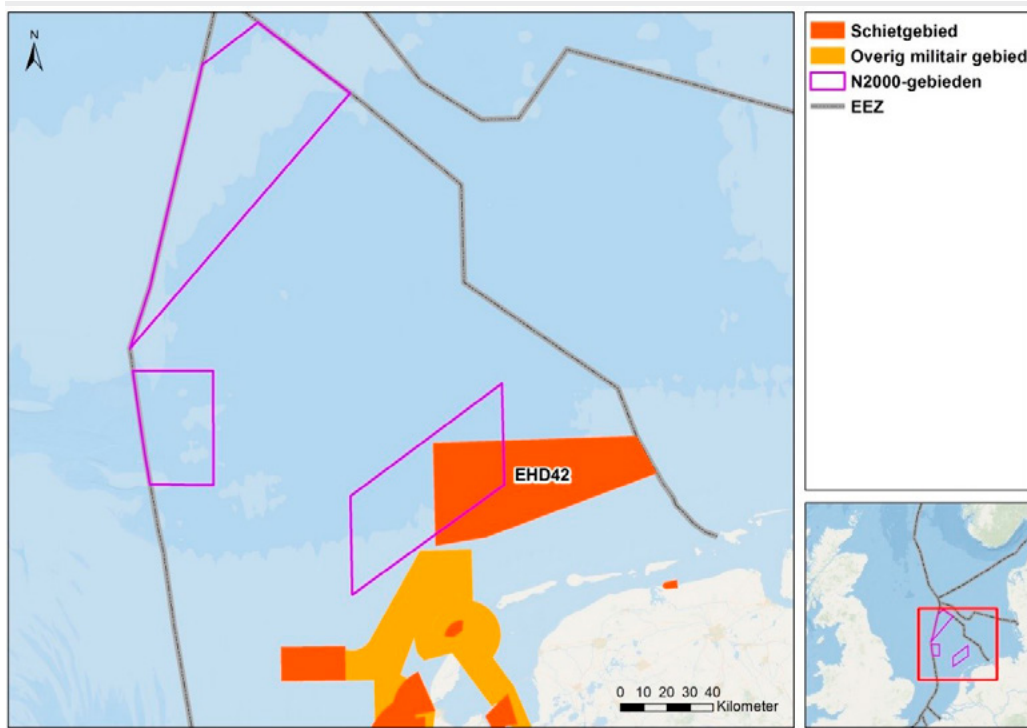 N
EHD42
0 10 20 30 40
Kilometer
Schietgebied
Overig militair gebied
N2000-gebieden
EEZ